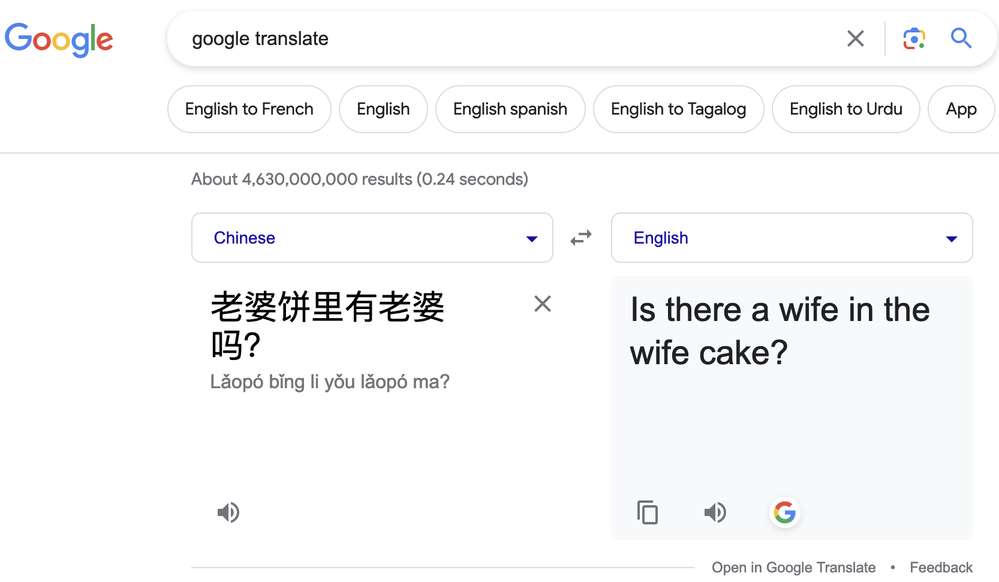 Google
google translate
English to French
English
English spanish
English to Tagalog
English to Urdu
App
About 4,630,000,000 results (0.24 seconds)
Chinese
English
老婆饼里有老婆
吗?
Lǎopó bǐng li yǒu lǎopó ma?
Is there a wife in the
wife cake?
G
Open in Google Translate • Feedback